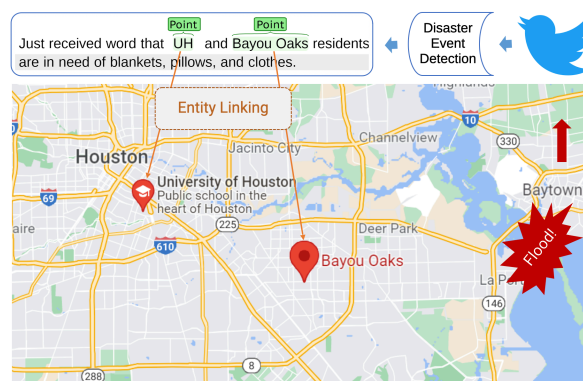 Point
Point
Just received word that UH and Bayou Oaks residents
are in need of blankets, pillows, and clothes.
Disaster
Event
Detection
Entity Linking
10
330
Channelview
Jacinto City
Houston
University of Houston
Public school in the
heart of Houston
69
Baytown
225
Deer Park
aire
610
Flood!
Bayou Oaks
La Port
146
8
288